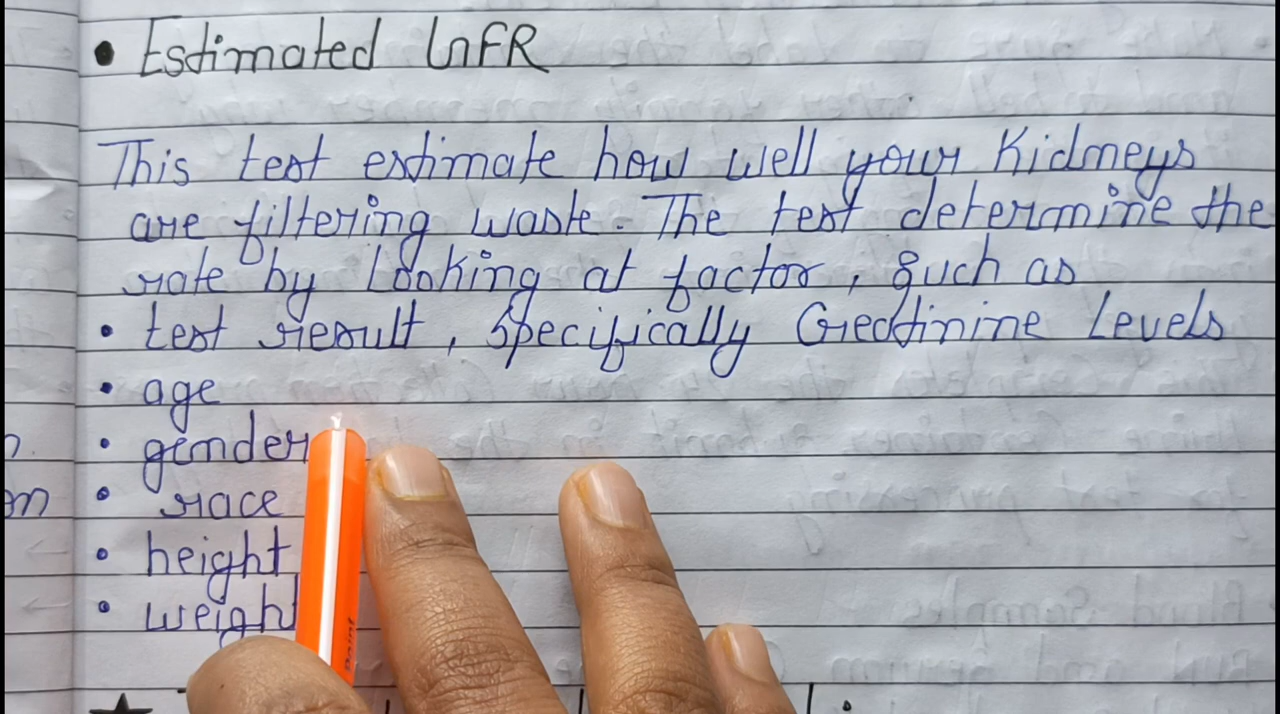 • Estimated GFR
This test estimate how well your Kidneys
are filtering waste. The test determine the
rate by Looking at factor, such as
• test result, Specifically Creatinine Levels
• age
• gender
• race
• height
• weight
Point